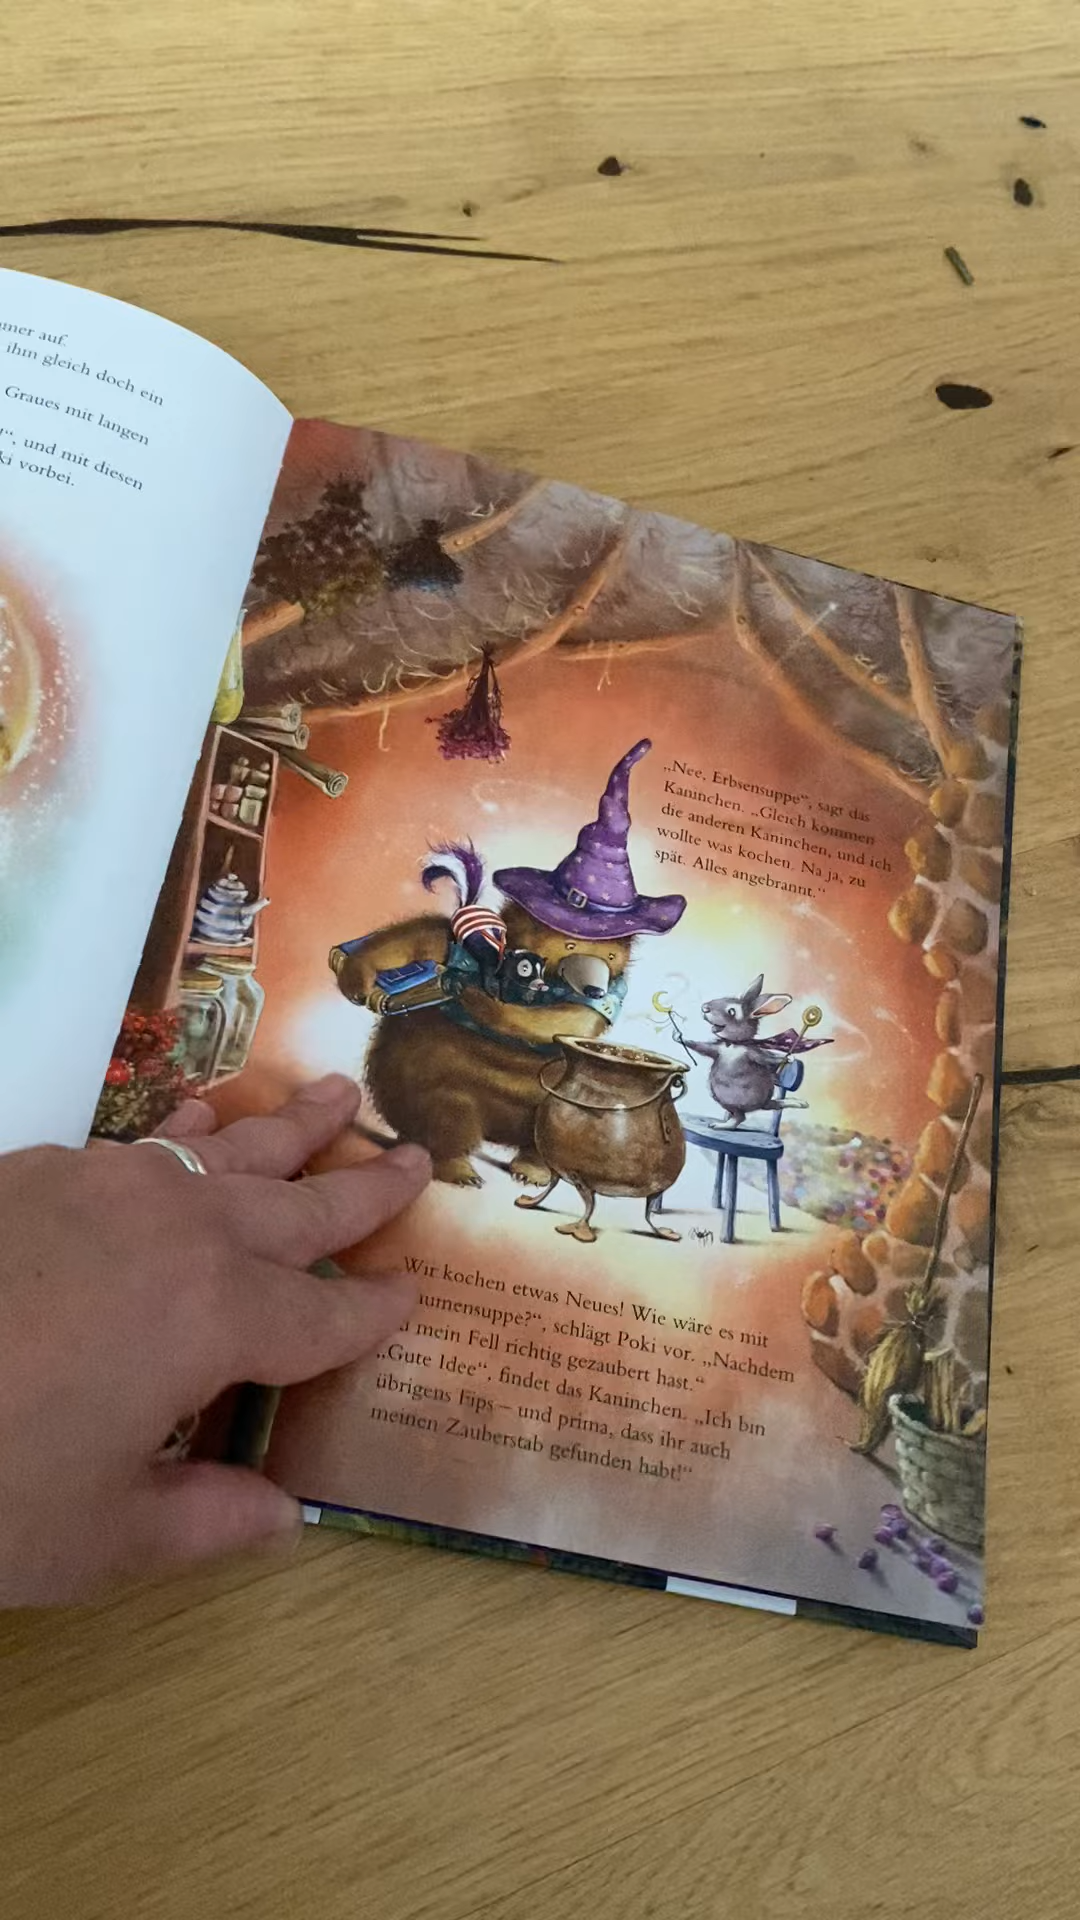 mer auf.
ihm gleich doch ein
Graues mit langen
“, und mit diesen
ki vorbei.
„Nee, Erbsensuppe“, sagt das
Kaninchen. „Gleich kommen
die anderen Kaninchen, und ich
wollte was kochen. Na ja, zu
spät. Alles angebrannt.“
Wir kochen etwas Neues! Wie wäre es mit
umensuppe?“, schlägt Poki vor. „Nachdem
mein Fell richtig gezaubert hast.“
„Gute Idee“, findet das Kaninchen. „Ich bin
übrigens Fips – und prima, dass ihr auch
meinen Zauberstab gefunden habt!“